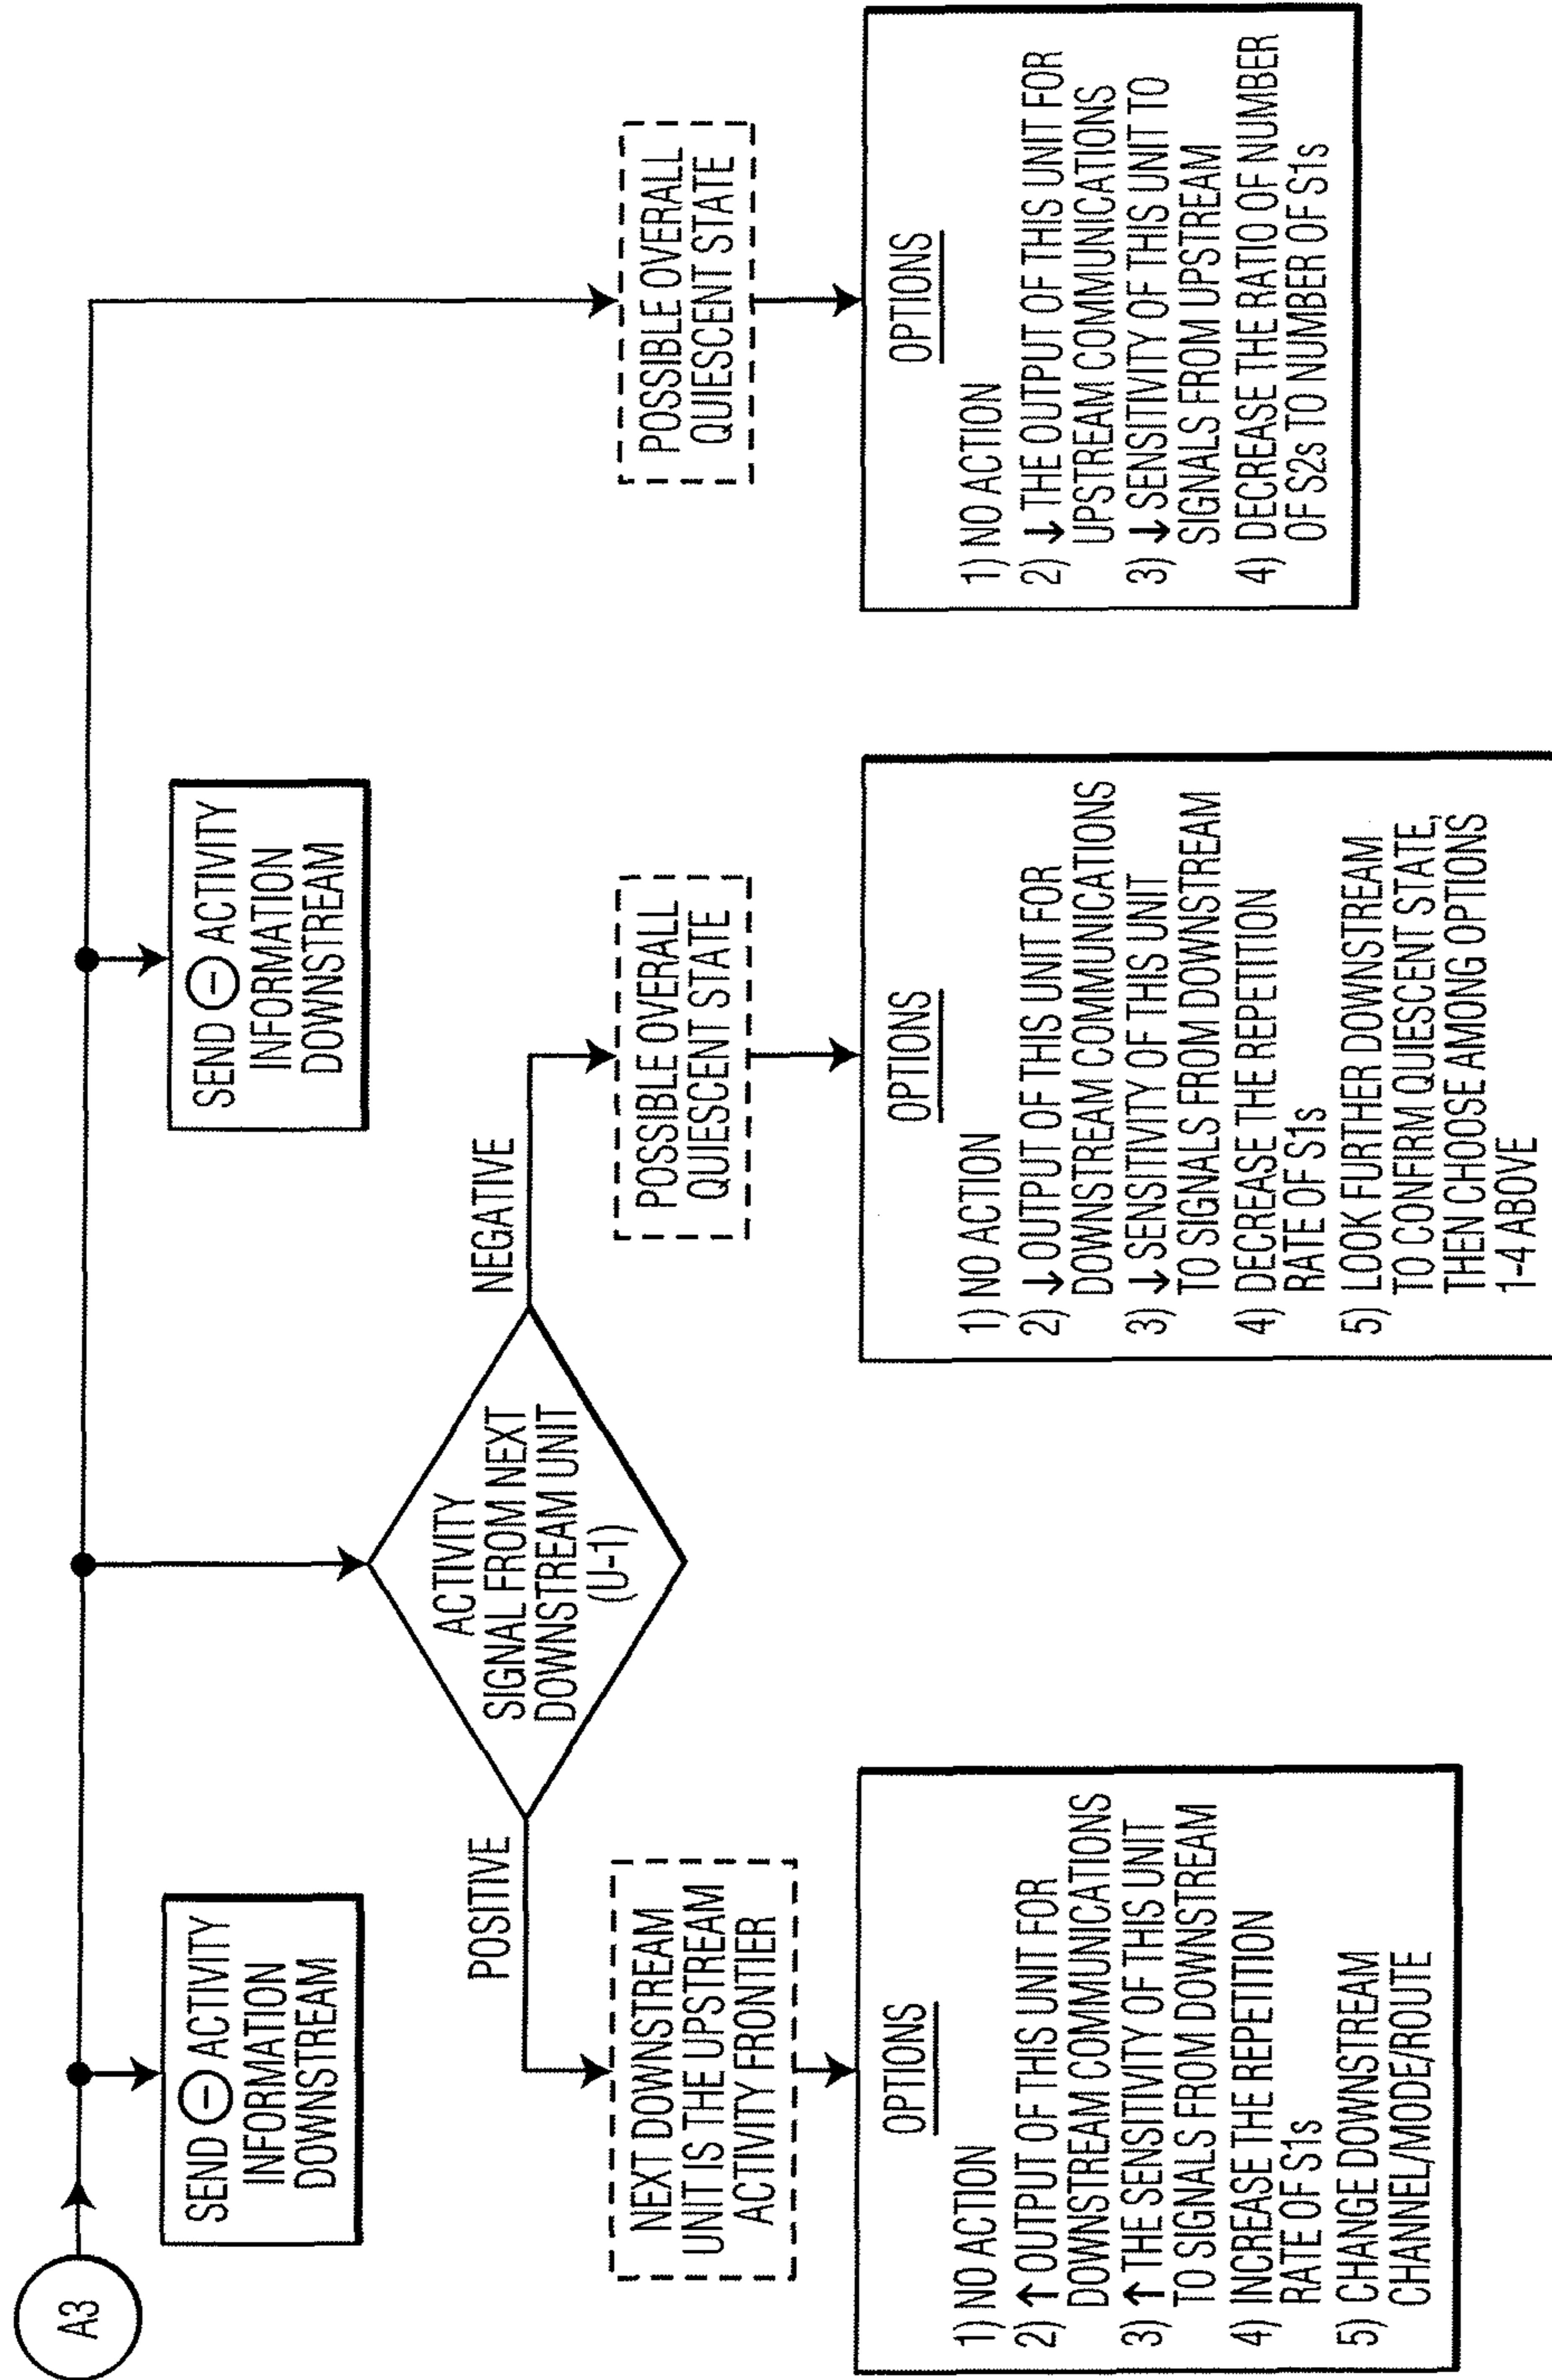 A3
SEND ⊖ ACTIVITY
INFORMATION
DOWNSTREAM
SEND ⊖ ACTIVITY
INFORMATION
DOWNSTREAM
ACTIVITY
SIGNAL FROM NEXT
DOWNSTREAM UNIT
(U-1)
POSITIVE
NEGATIVE
NEXT DOWNSTREAM
UNIT IS THE UPSTREAM
ACTIVITY FRONTIER
POSSIBLE OVERALL
QUIESCENT STATE
POSSIBLE OVERALL
QUIESCENT STATE
OPTIONS
1) NO ACTION
2) ↑ OUTPUT OF THIS UNIT FOR
DOWNSTREAM COMMUNICATIONS
3) ↑ THE SENSITIVITY OF THIS UNIT
TO SIGNALS FROM DOWNSTREAM
4) INCREASE THE REPETITION
RATE OF S1s
5) CHANGE DOWNSTREAM
CHANNEL/MODE/ROUTE
OPTIONS
1) NO ACTION
2) ↓ OUTPUT OF THIS UNIT FOR
DOWNSTREAM COMMUNICATIONS
3) ↓ SENSITIVITY OF THIS UNIT
TO SIGNALS FROM DOWNSTREAM
4) DECREASE THE REPETITION
RATE OF S1s
5) LOOK FURTHER DOWNSTREAM
TO CONFIRM QUIESCENT STATE,
THEN CHOOSE AMONG OPTIONS
1-4 ABOVE
OPTIONS
1) NO ACTION
2) ↓ THE OUTPUT OF THIS UNIT FOR
UPSTREAM COMMUNICATIONS
3) ↓ SENSITIVITY OF THIS UNIT TO
SIGNALS FROM UPSTREAM
4) DECREASE THE RATIO OF NUMBER
OF S2s TO NUMBER OF S1s